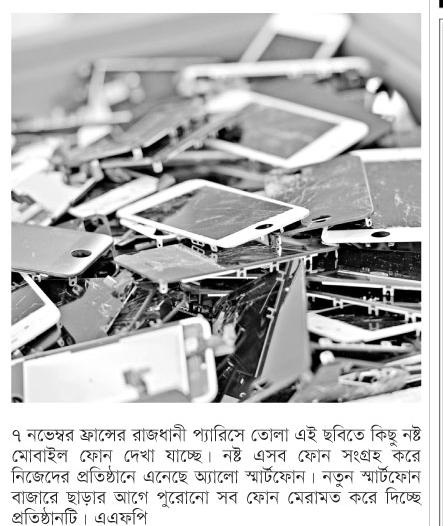 ৭ নভেম্বর ফ্রান্সের রাজধানী প্যারিসে তোলা এই ছবিতে কিছু নষ্ট
মোবাইল ফোন দেখা যাচ্ছে। নষ্ট এসব ফোন সংগ্রহ করে
নিজেদের প্রতিষ্ঠানে এনেছে অ্যালো স্মার্টফোন। নতুন স্মার্টফোন
বাজারে ছাড়ার আগে পুরোনো সব ফোন মেরামত করে দিচ্ছে
প্রতিষ্ঠানটি। এএফপি